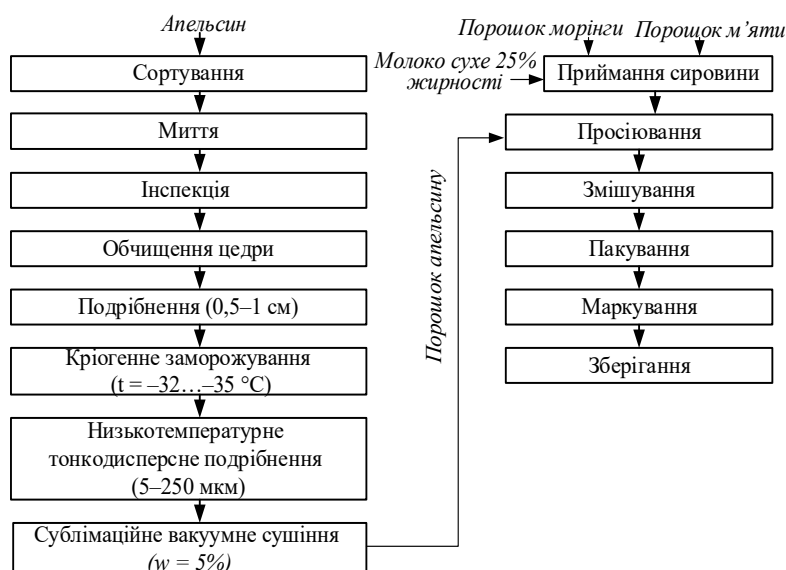 Апельсин
Сортування
Миття
Інспекція
Обчищення цедри
Подрібнення (0,5–1 см)
Кріогенне заморожування
(t = –32…–35 °C)
Низькотемпературне
тонкодисперсне подрібнення
(5–250 мкм)
Сублімаційне вакуумне сушіння
(w = 5%)
Порошок апельсину
Порошок морінги
Порошок м’яти
Молоко сухе 25%
жирності
Приймання сировини
Просіювання
Змішування
Пакування
Маркування
Зберігання